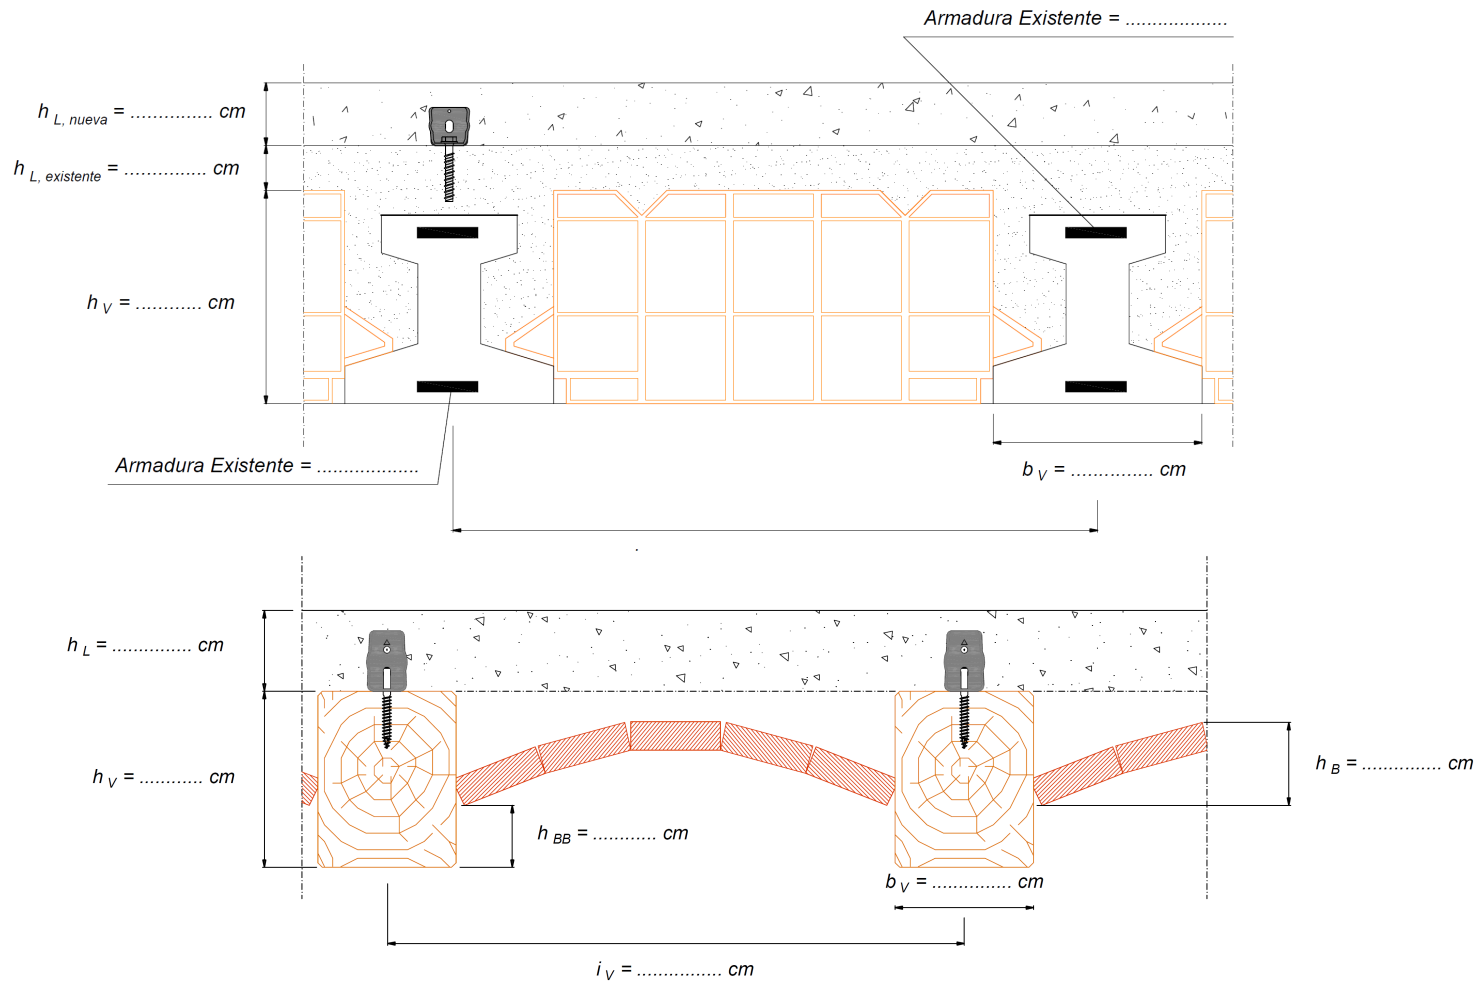 Armadura Existente = ...................
h L, nueva = ............... cm
h L, existente = ............... cm
h V = ............ cm
Armadura Existente = ...................
b V = ............... cm
h L = ............... cm
h V = ............ cm
h B = ............... cm
h BB = ............ cm
b V = ............... cm
i V = ................ cm